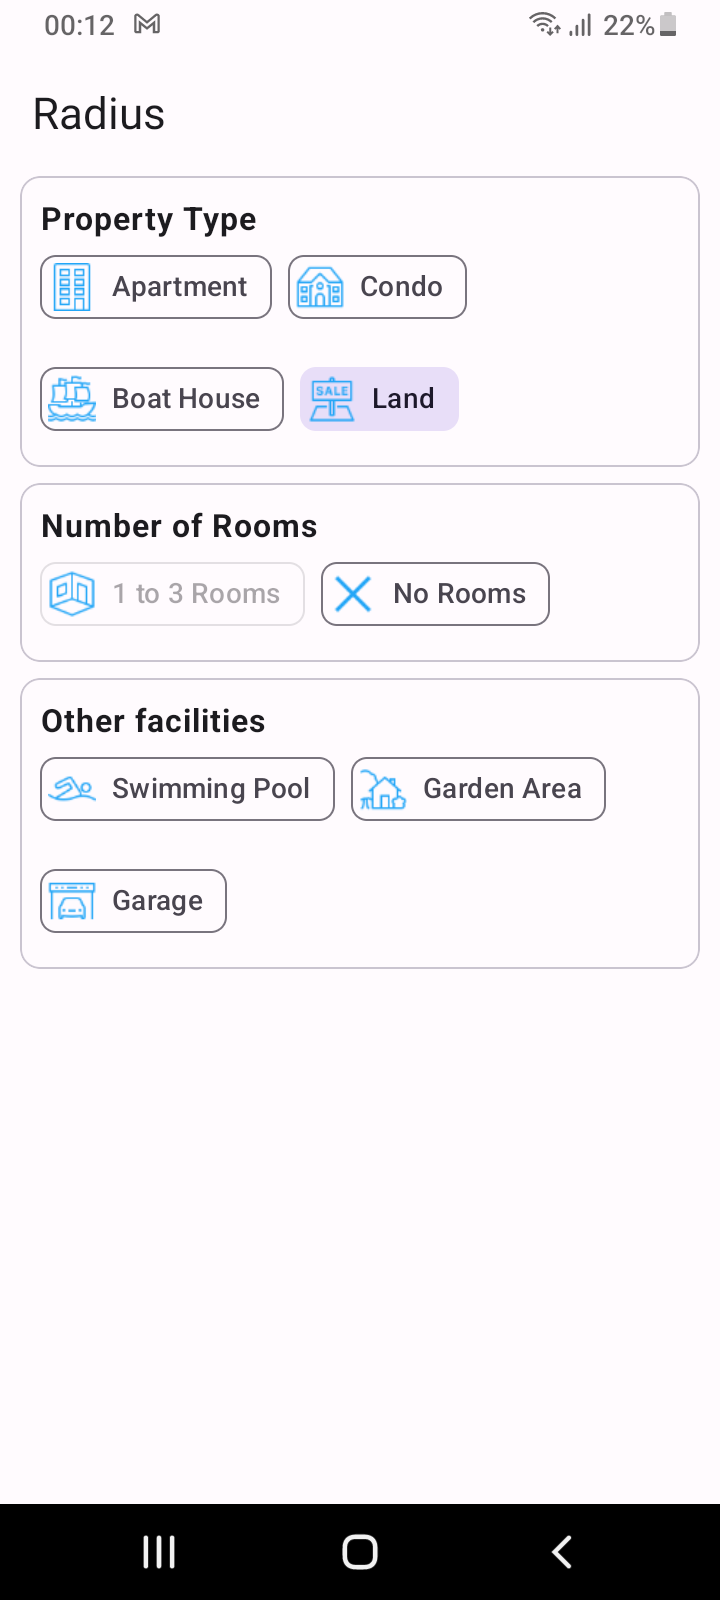 00:12 22%
Radius
Property Type
Apartment Condo
Boat House SALE Land
Number of Rooms
1 to 3 Rooms No Rooms
Other facilities
Swimming Pool Garden Area
Garage